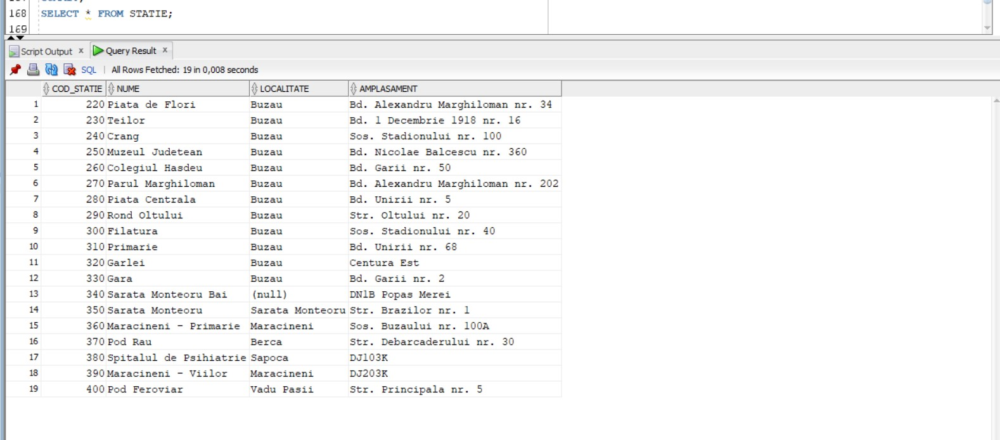 168 SELECT * FROM STATIE;
169
Script Output x Query Result x
SQL | All Rows Fetched: 19 in 0,008 seconds
COD_STATIE NUME LOCALITATE AMPLASAMENT
1 220 Piata de Flori Buzau Bd. Alexandru Marghiloman nr. 34
2 230 Teilor Buzau Bd. 1 Decembrie 1918 nr. 16
3 240 Crang Buzau Sos. Stadionului nr. 100
4 250 Muzeul Judetean Buzau Bd. Nicolae Balcescu nr. 360
5 260 Colegiul Hasdeu Buzau Bd. Garii nr. 50
6 270 Parul Marghiloman Buzau Bd. Alexandru Marghiloman nr. 202
7 280 Piata Centrala Buzau Bd. Unirii nr. 5
8 290 Rond Oltului Buzau Str. Oltului nr. 20
9 300 Filatura Buzau Sos. Stadionului nr. 40
10 310 Primarie Buzau Bd. Unirii nr. 68
11 320 Garlei Buzau Centura Est
12 330 Gara Buzau Bd. Garii nr. 2
13 340 Sarata Monteoru Bai (null) DN1B Popas Merei
14 350 Sarata Monteoru Sarata Monteoru Str. Brazilor nr. 1
15 360 Maracineni - Primarie Maracineni Sos. Buzaului nr. 100A
16 370 Pod Rau Berca Str. Debarcaderului nr. 30
17 380 Spitalul de Psihiatrie Sapoca DJ103K
18 390 Maracineni - Viilor Maracineni DJ203K
19 400 Pod Feroviar Vadu Pasii Str. Principala nr. 5